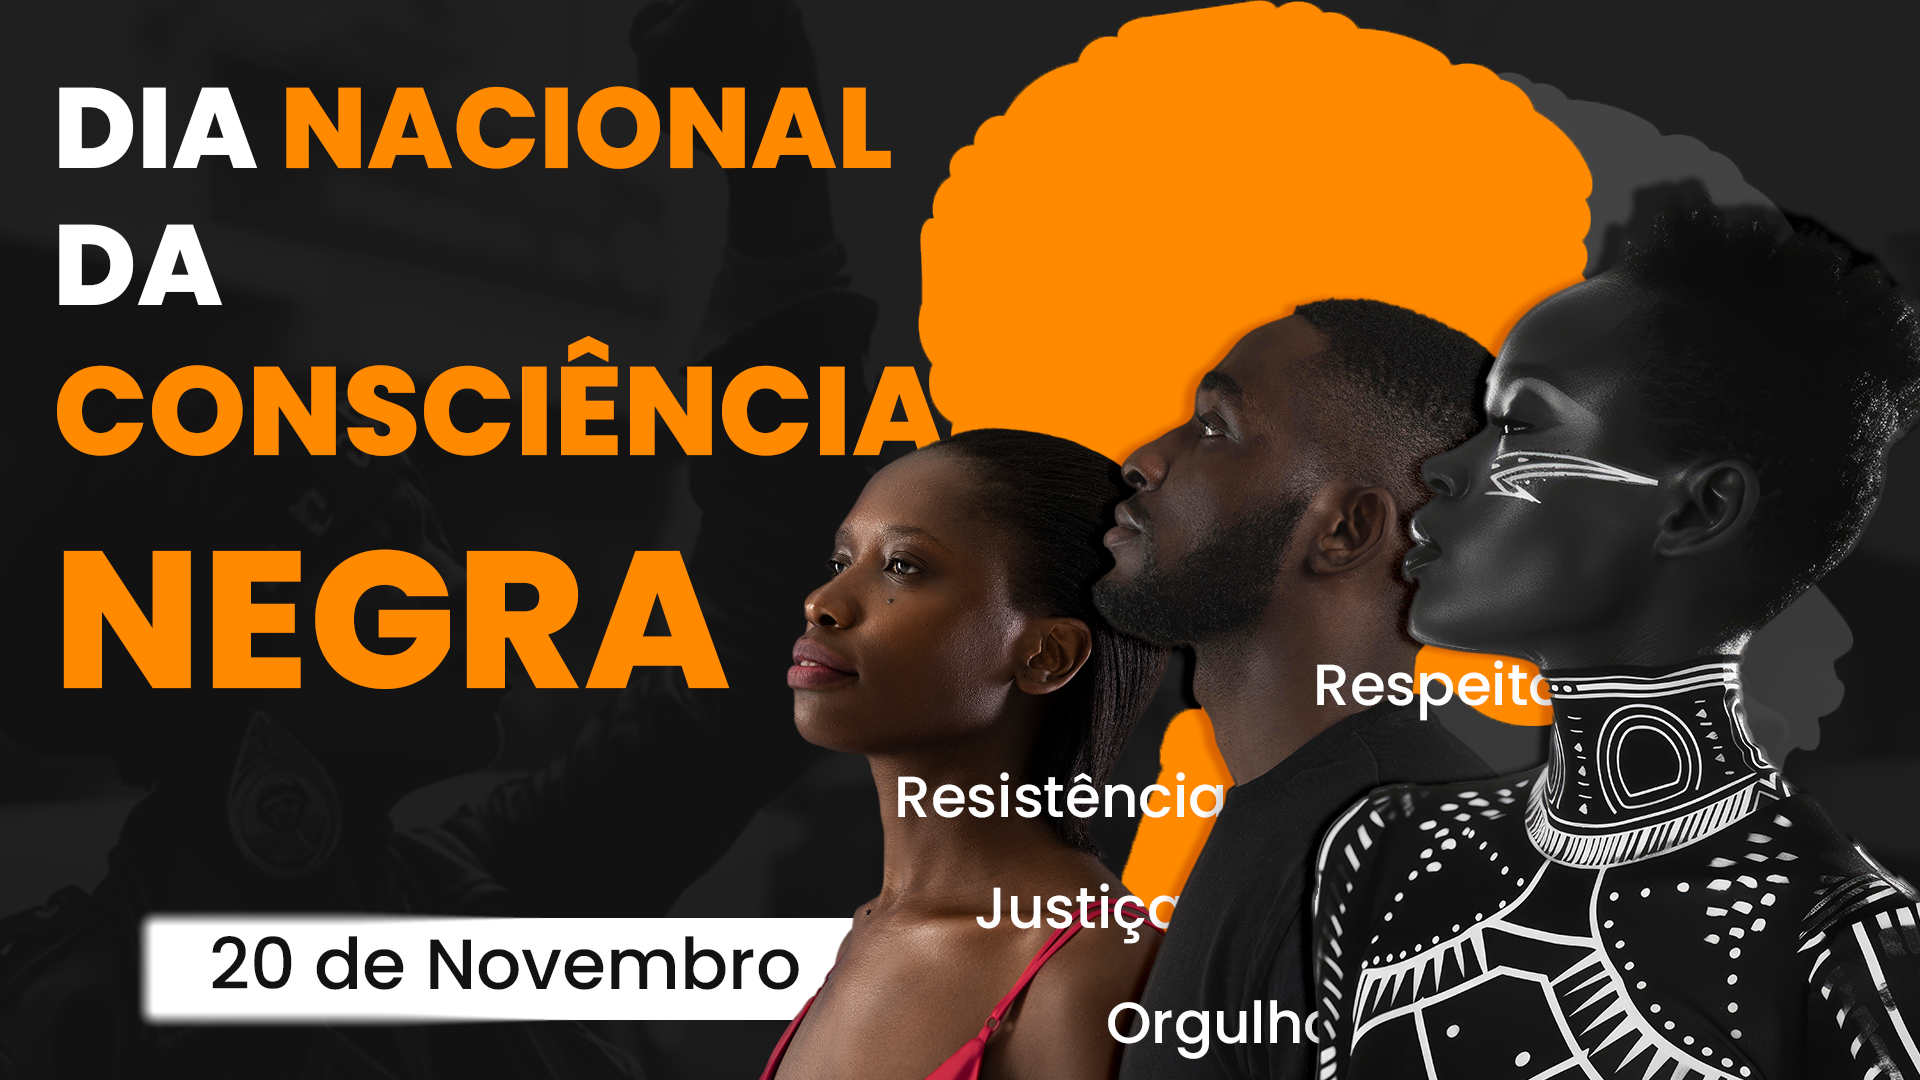 DIA NACIONAL
DA
CONSCIÊNCIA
NEGRA
Respeito
Resistência
Justiça
Orgulho
20 de Novembro